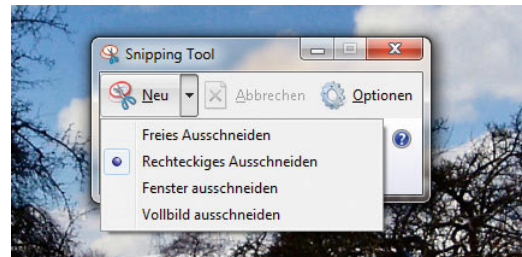 Snipping Tool
Neu Abbrechen Optionen
Freies Ausschneiden
Rechteckiges Ausschneiden
Fenster ausschneiden
Vollbild ausschneiden